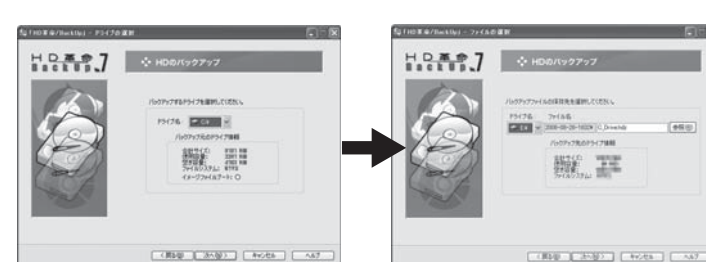 「HD革命/BackUp」 - ドライブの選択
HD革命
BackUp.7
HDのバックアップ
バックアップするドライブを選択してください。
ドライブ名
C:¥
バックアップ元のドライブ情報
合計サイズ:
使用容量:
空き容量:
ファイルシステム: NTFS
イメージファイルブート: ○
< 戻る(B)
次へ(N) >
キャンセル
ヘルプ
「HD革命/BackUp」 - ファイルの選択
HD革命
BackUp.7
HDのバックアップ
バックアップファイルの保存先を選択してください。
ドライブ名
ファイル名
C_Drive.hdp
参照(R)
バックアップ先のドライブ情報
合計サイズ:
使用容量:
空き容量:
ファイルシステム:
< 戻る(B)
次へ(N) >
キャンセル
ヘルプ